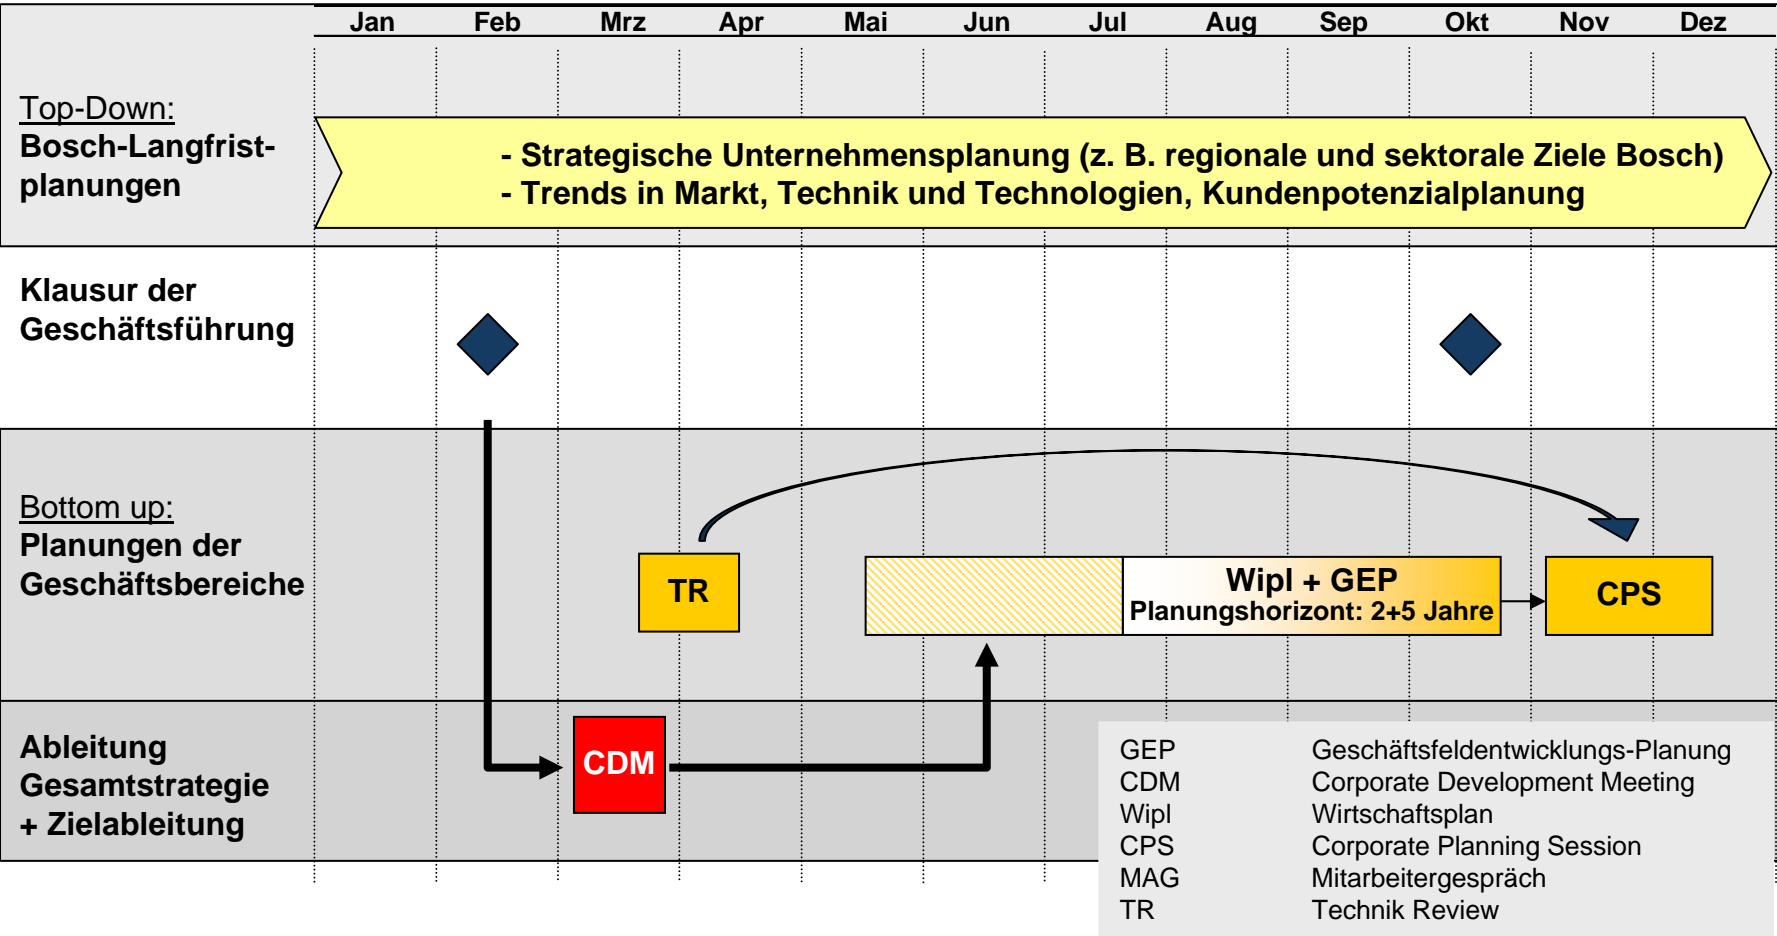 Jan Feb Mrz Apr Mai Jun Jul Aug Sep Okt Nov Dez
Top-Down:
Bosch-Langfrist-
planungen
- Strategische Unternehmensplanung (z. B. regionale und sektorale Ziele Bosch)
- Trends in Markt, Technik und Technologien, Kundenpotenzialplanung
Klausur der
Geschäftsführung
Bottom up:
Planungen der
Geschäftsbereiche
TR
Wipl + GEP
Planungshorizont: 2+5 Jahre
CPS
Ableitung
Gesamtstrategie
+ Zielableitung
CDM
GEP Geschäftsfeldentwicklungs-Planung
CDM Corporate Development Meeting
Wipl Wirtschaftsplan
CPS Corporate Planning Session
MAG Mitarbeitergespräch
TR Technik Review